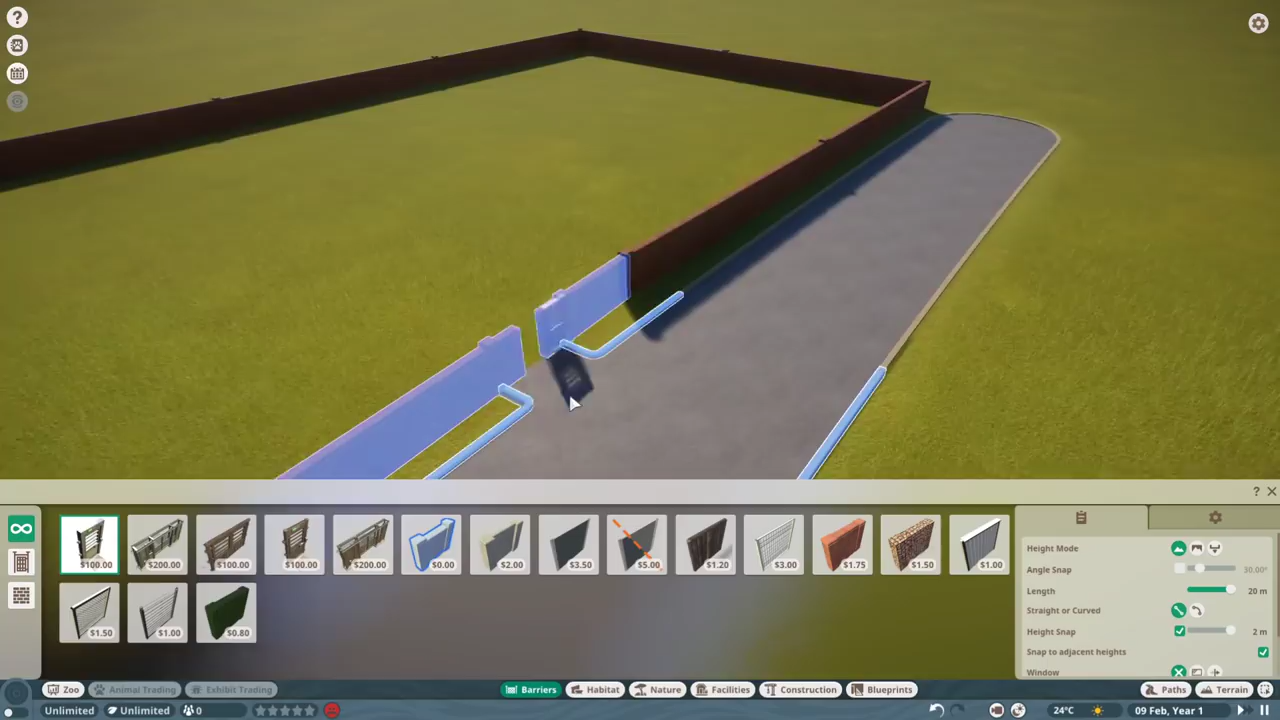 ?
? ×
$100.00 $200.00 $100.00 $100.00 $200.00 $0.00 $2.00 $3.50 $5.00 $1.20 $3.00 $1.75 $1.50 $1.00
$1.50 $1.00 $0.80
Height Mode
Angle Snap 30.00°
Length 20 m
Straight or Curved
Height Snap 2 m
Snap to adjacent heights
Window
Zoo Animal Trading Exhibit Trading Barriers Habitat Nature Facilities Construction Blueprints Paths Terrain
Unlimited Unlimited 0 24°C 09 Feb, Year 1